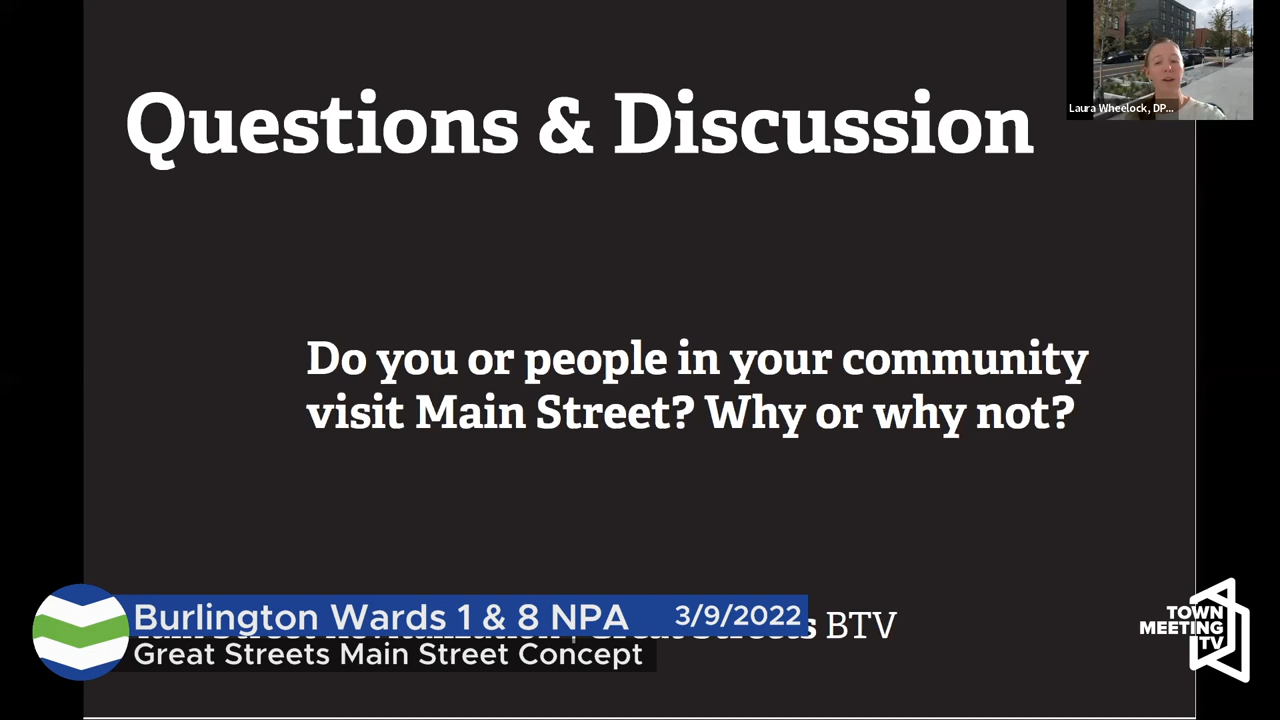 Questions & Discussion
Laura Wheelock, DP...
Do you or people in your community
visit Main Street? Why or why not?
Burlington Wards 1 & 8 NPA 3/9/2022
BTV
Great Streets Main Street Concept
TOWN
MEETING
TV